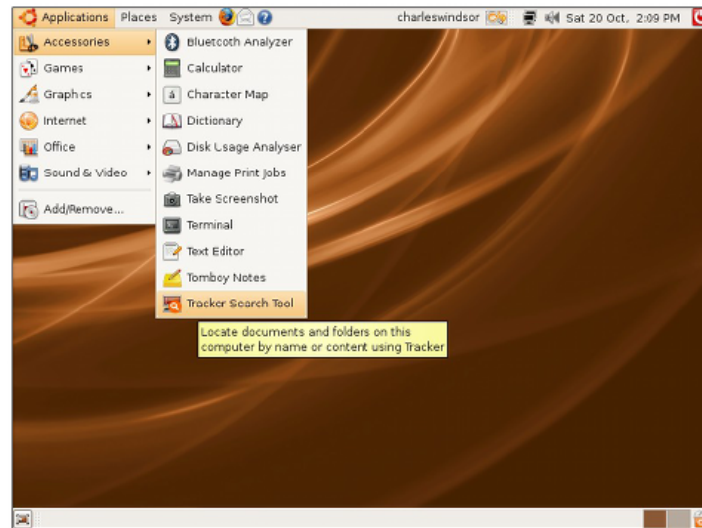 Applications Places System charleswindsor Sat 20 Oct, 2:09 PM
Accessories
Games
Graphics
Internet
Office
Sound & Video
Add/Remove...
Bluetooth Analyzer
Calculator
á Character Map
Dictionary
Disk Usage Analyser
Manage Print Jobs
Take Screenshot
Terminal
Text Editor
Tomboy Notes
Tracker Search Tool
Locate documents and folders on this
computer by name or content using Tracker